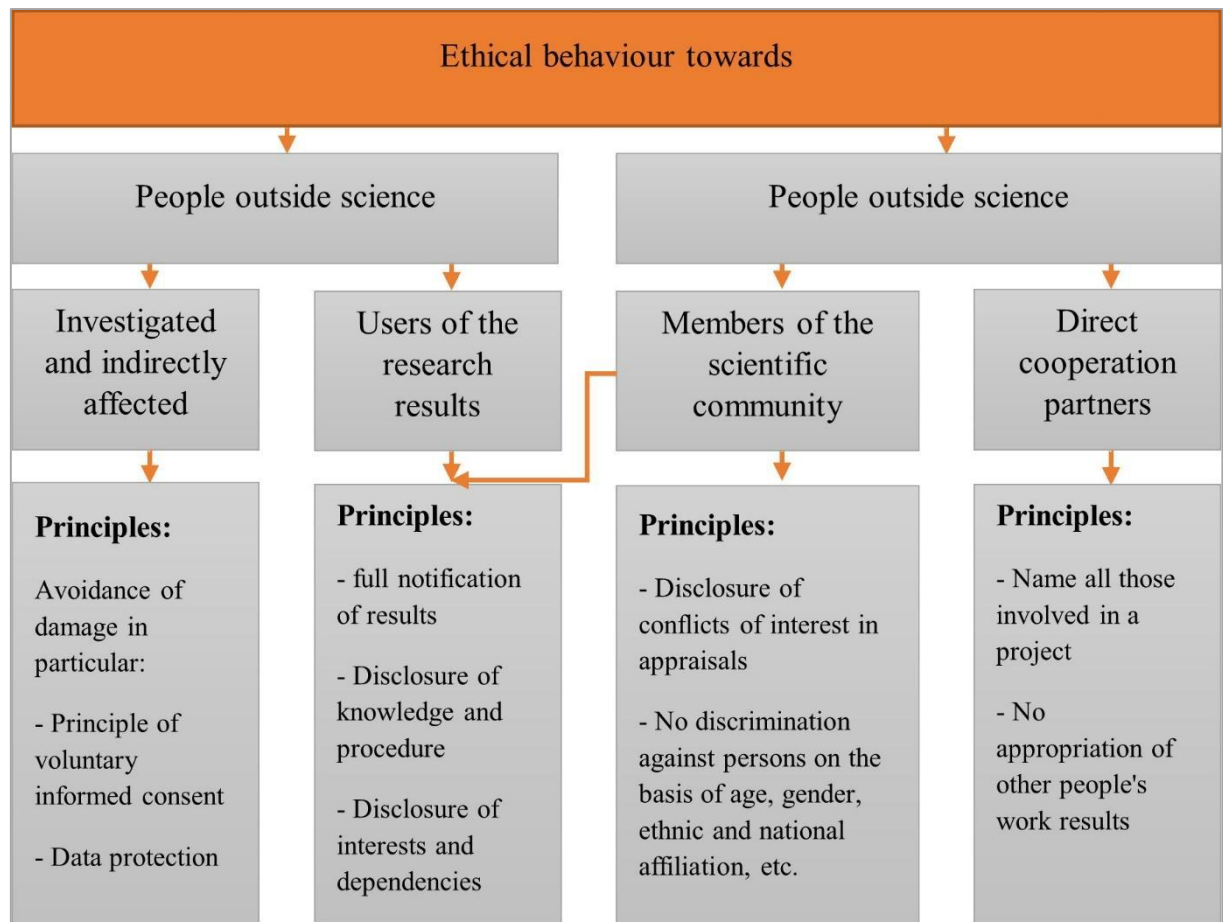 Ethical behaviour towards
People outside science
People outside science
Investigated
and indirectly
affected
Users of the
research
results
Members of the
scientific
community
Direct
cooperation
partners
Principles:
Avoidance of
damage in
particular:
- Principle of
voluntary
informed consent
- Data protection
Principles:
- full notification
of results
- Disclosure of
knowledge and
procedure
- Disclosure of
interests and
dependencies
Principles:
- Disclosure of
conflicts of interest in
appraisals
- No discrimination
against persons on the
basis of age, gender,
ethnic and national
affiliation, etc.
Principles:
- Name all those
involved in a
project
- No
appropriation of
other people's
work results